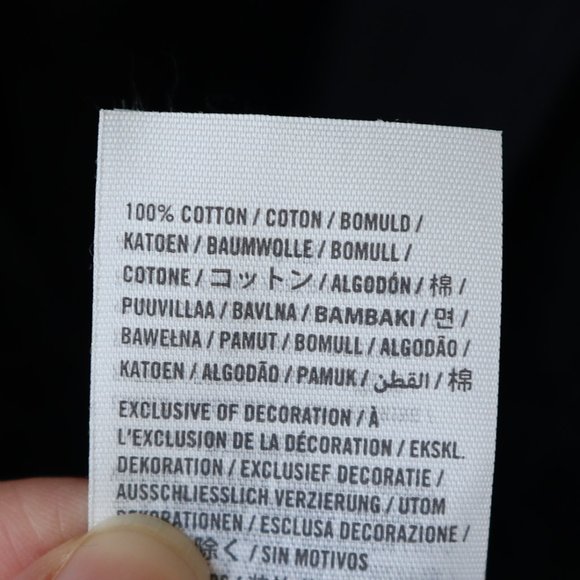 100% COTTON / COTON / BOMULD /
KATOEN / BAUMWOLLE / BOMULL /
COTONE / コットン / ALGODÓN / 棉 /
PUUVILLAA / BAVLNA / BAMBAKI / 면 /
BAWEŁNA / PAMUT / BOMULL / ALGODÃO /
KATOEN / ALGODÃO / PAMUK / القطن / 棉
EXCLUSIVE OF DECORATION / À
L'EXCLUSION DE LA DÉCORATION / EKSKL.
DEKORATION / EXCLUSIEF DECORATIE /
AUSSCHLIESSLICH VERZIERUNG / UTOM
DEKORATIONEN / ESCLUSA DECORAZIONE /
除く / SIN MOTIVOS